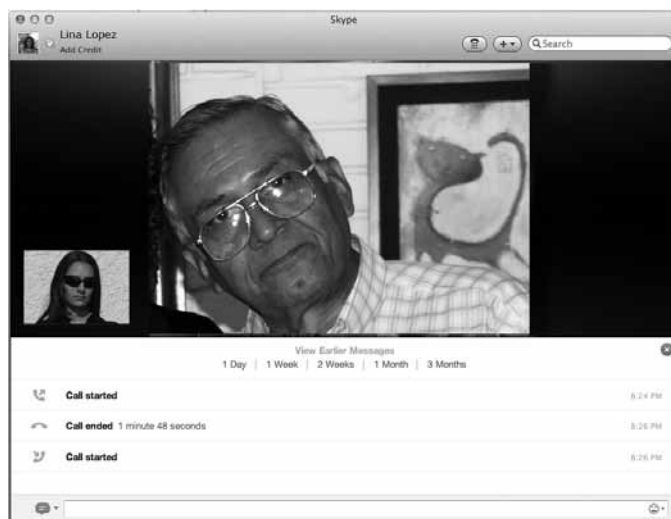 Skype
Lina Lopez
Add Credit
Search
View Earlier Messages
1 Day | 1 Week | 2 Weeks | 1 Month | 3 Months
Call started 8:24 PM
Call ended 1 minute 48 seconds 8:26 PM
Call started 8:26 PM